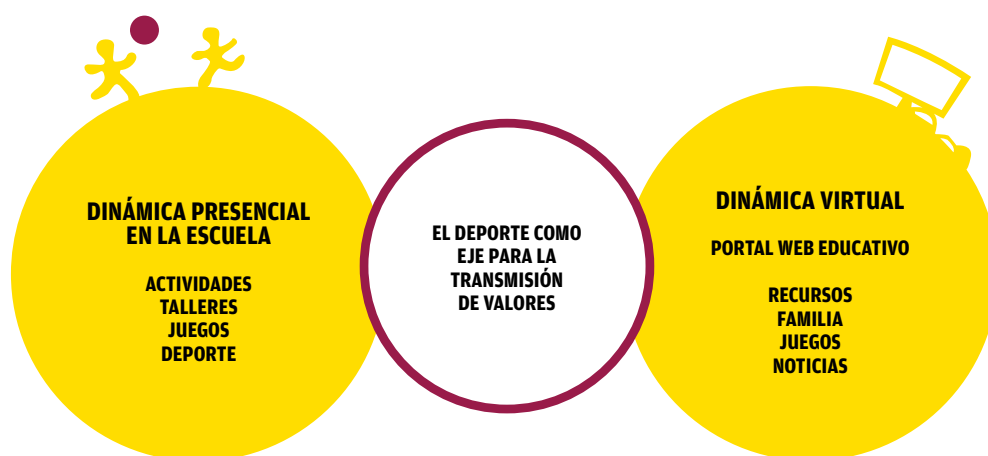 DINÁMICA PRESENCIAL
EN LA ESCUELA
ACTIVIDADES
TALLERES
JUEGOS
DEPORTE
EL DEPORTE COMO
EJE PARA LA
TRANSMISIÓN
DE VALORES
DINÁMICA VIRTUAL
PORTAL WEB EDUCATIVO
RECURSOS
FAMILIA
JUEGOS
NOTICIAS